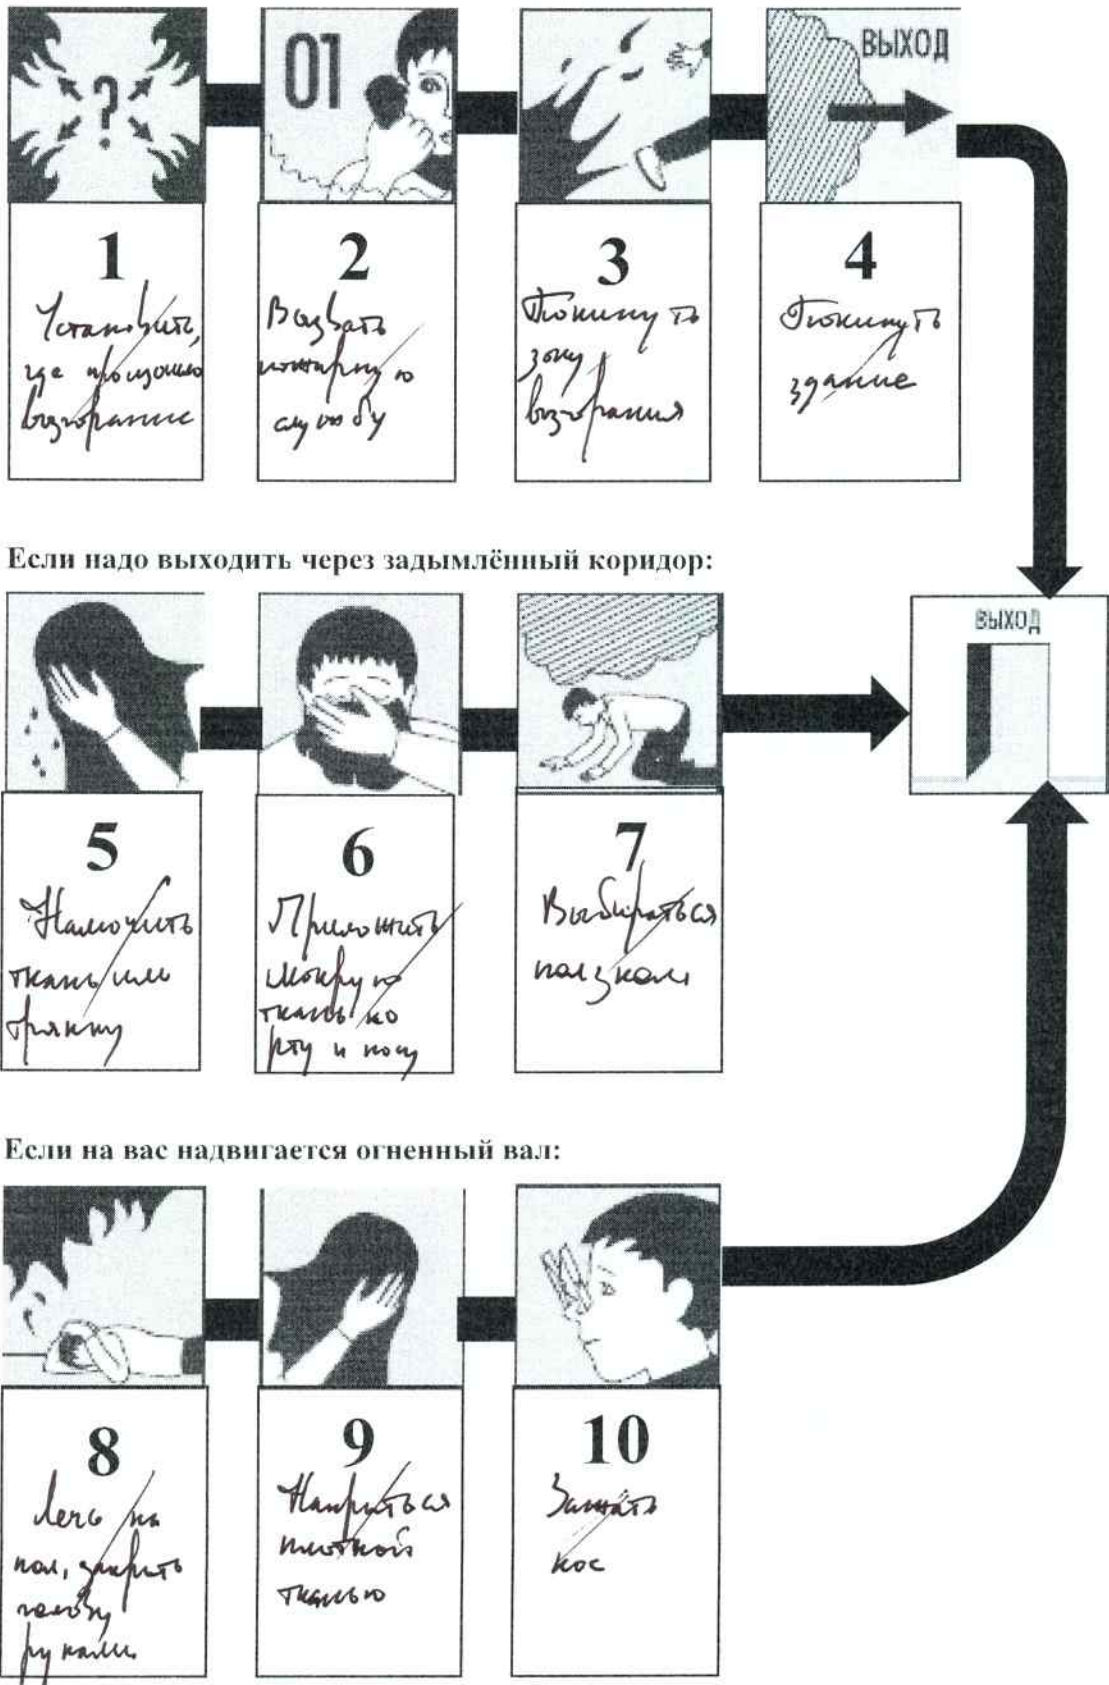 01
ВЫХОД
1
Установить,
где произошло
возгорание
2
Вызвать
пожарную
службу
3
Покинуть
зону
возгорания
4
Покинуть
здание
Если надо выходить через задымлённый коридор:
ВЫХОД
5
Намочить
ткань или
тряпку
6
Приложить
мокрую
ткань ко
рту и носу
7
Выбираться
ползком
Если на вас надвигается огненный вал:
8
Лечь на
пол, закрыть
голову
руками
9
Накрыться
плотной
тканью
10
Зажать
нос